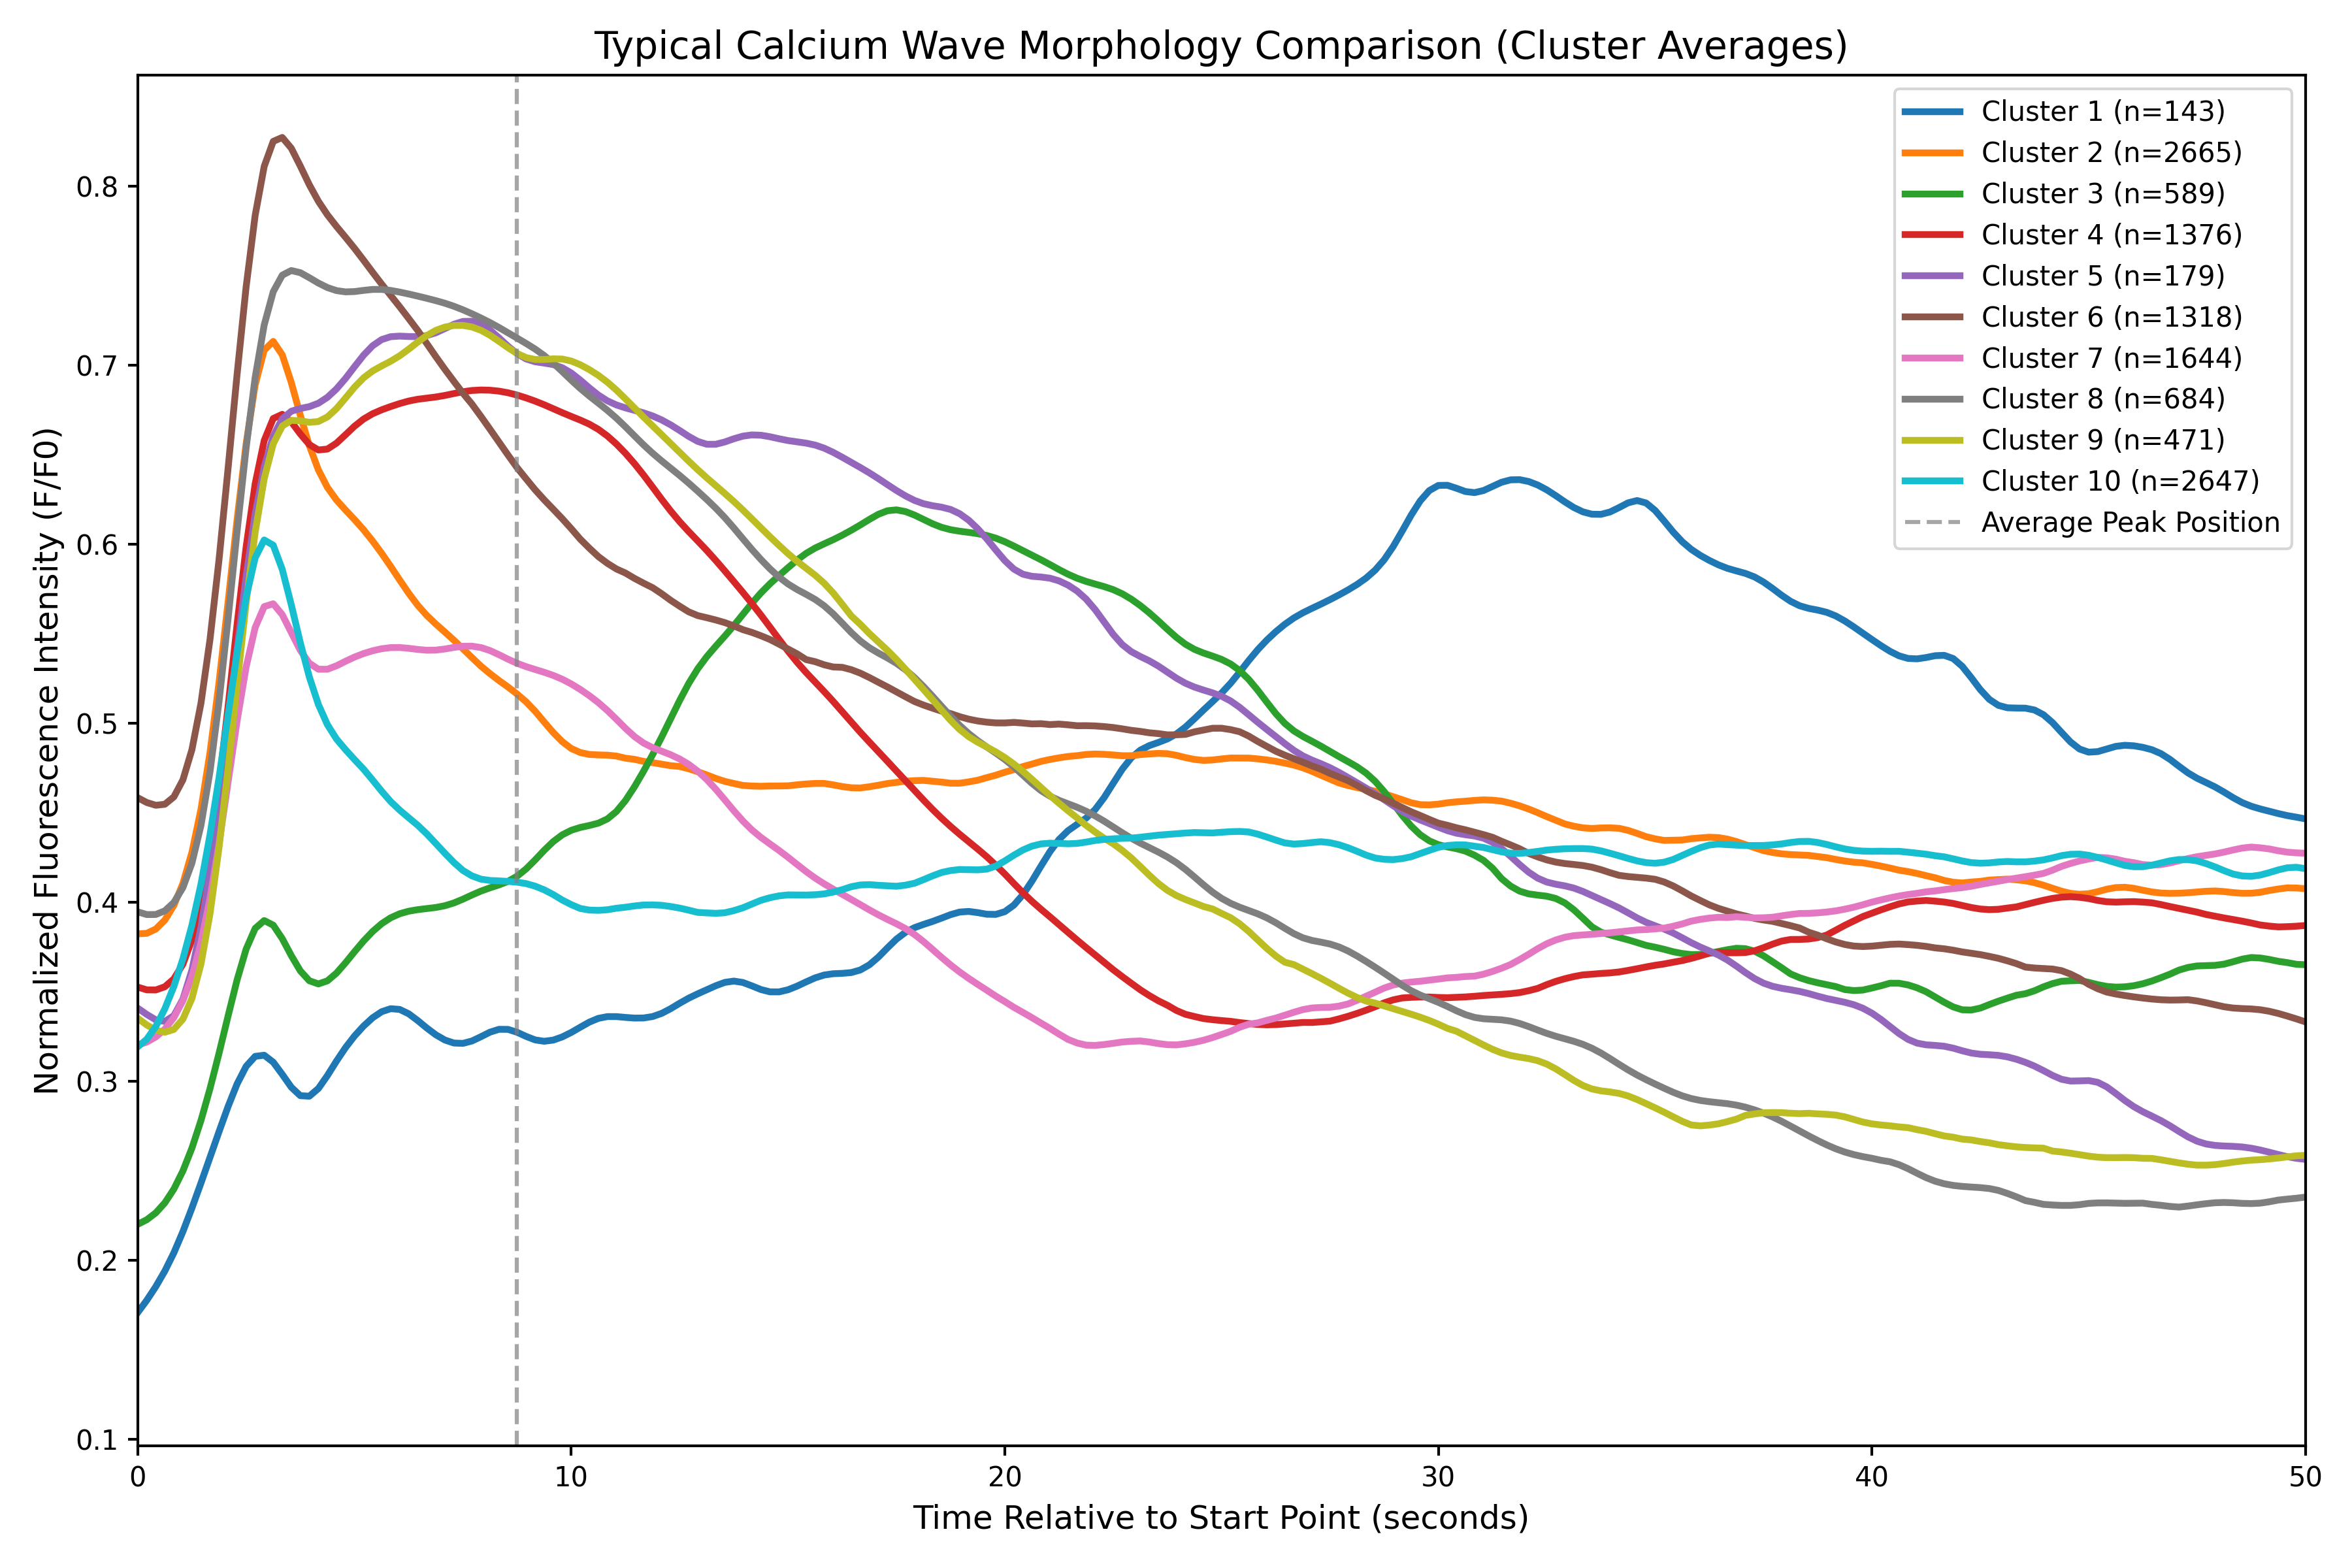 Typical Calcium Wave Morphology Comparison (Cluster Averages)
Cluster 1 (n=143)
Cluster 2 (n=2665)
Cluster 3 (n=589)
Cluster 4 (n=1376)
Cluster 5 (n=179)
Cluster 6 (n=1318)
Cluster 7 (n=1644)
Cluster 8 (n=684)
Cluster 9 (n=471)
Cluster 10 (n=2647)
Average Peak Position
Normalized Fluorescence Intensity (F/F0)
0.8
0.7
0.6
0.5
0.4
0.3
0.2
0.1
0 10 20 30 40 50
Time Relative to Start Point (seconds)